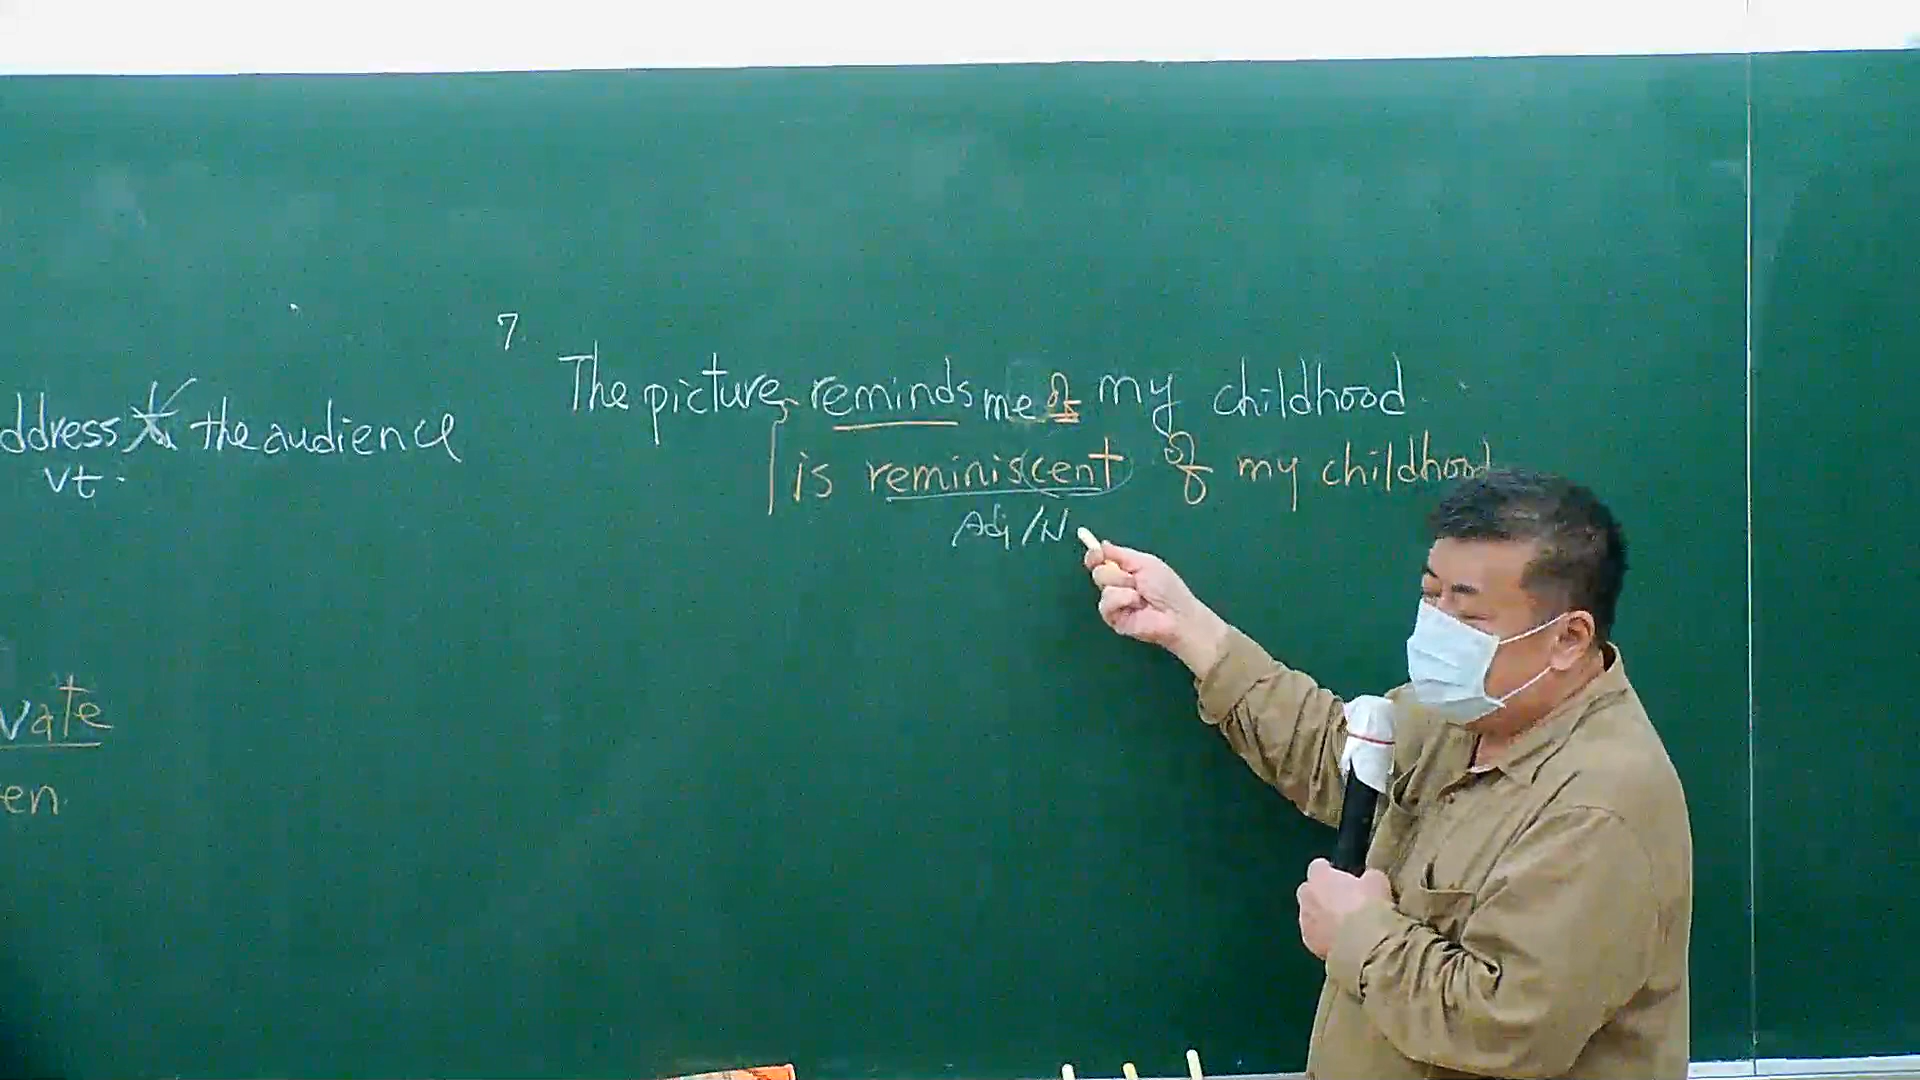 ddress the audience
vt.
vate
en
7.
The picture reminds me of my childhood
is reminiscent of my childhood
Adj/N